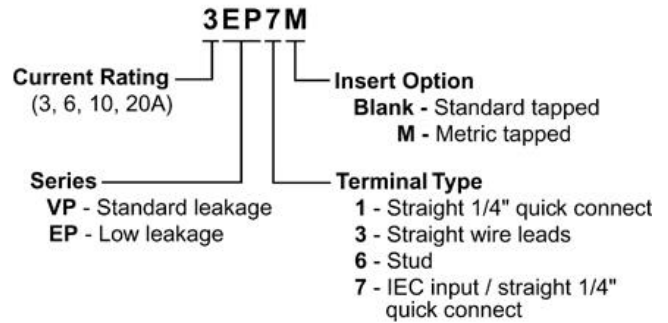 3EP7M
Current Rating
(3, 6, 10, 20A)
Insert Option
Blank - Standard tapped
M - Metric tapped
Series
VP - Standard leakage
EP - Low leakage
Terminal Type
1 - Straight 1/4" quick connect
3 - Straight wire leads
6 - Stud
7 - IEC input / straight 1/4"
quick connect